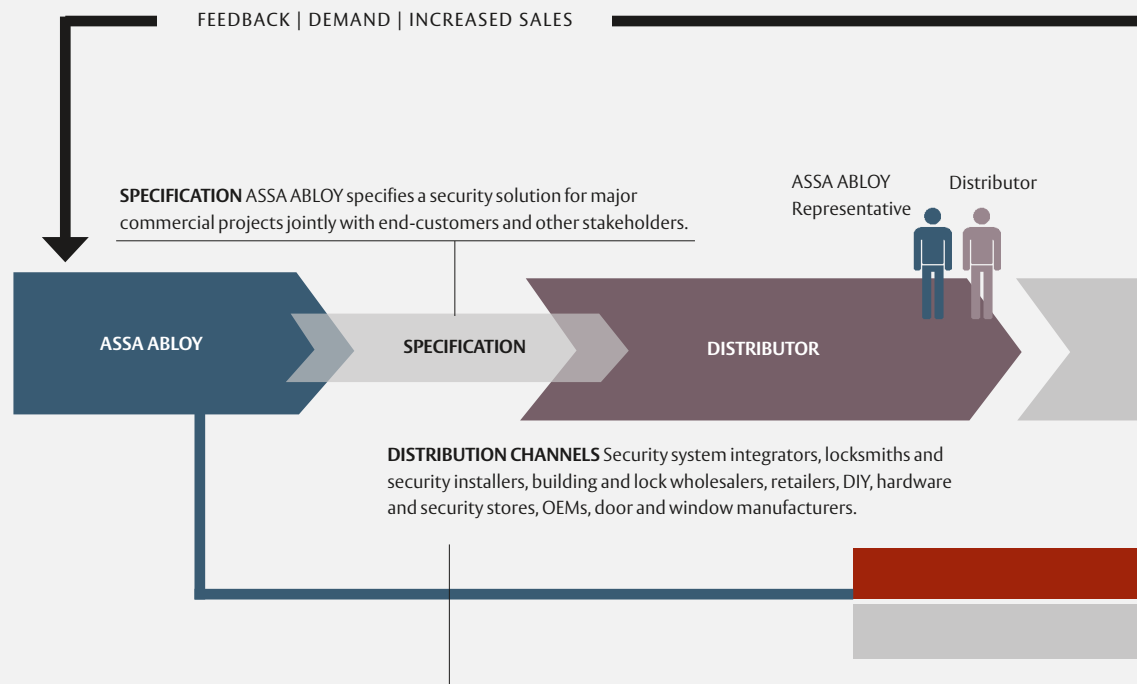 FEEDBACK | DEMAND | INCREASED SALES
SPECIFICATION ASSA ABLOY specifies a security solution for major
commercial projects jointly with end-customers and other stakeholders.
ASSA ABLOY
Representative
Distributor
ASSA ABLOY
SPECIFICATION
DISTRIBUTOR
DISTRIBUTION CHANNELS Security system integrators, locksmiths and
security installers, building and lock wholesalers, retailers, DIY, hardware
and security stores, OEMs, door and window manufacturers.